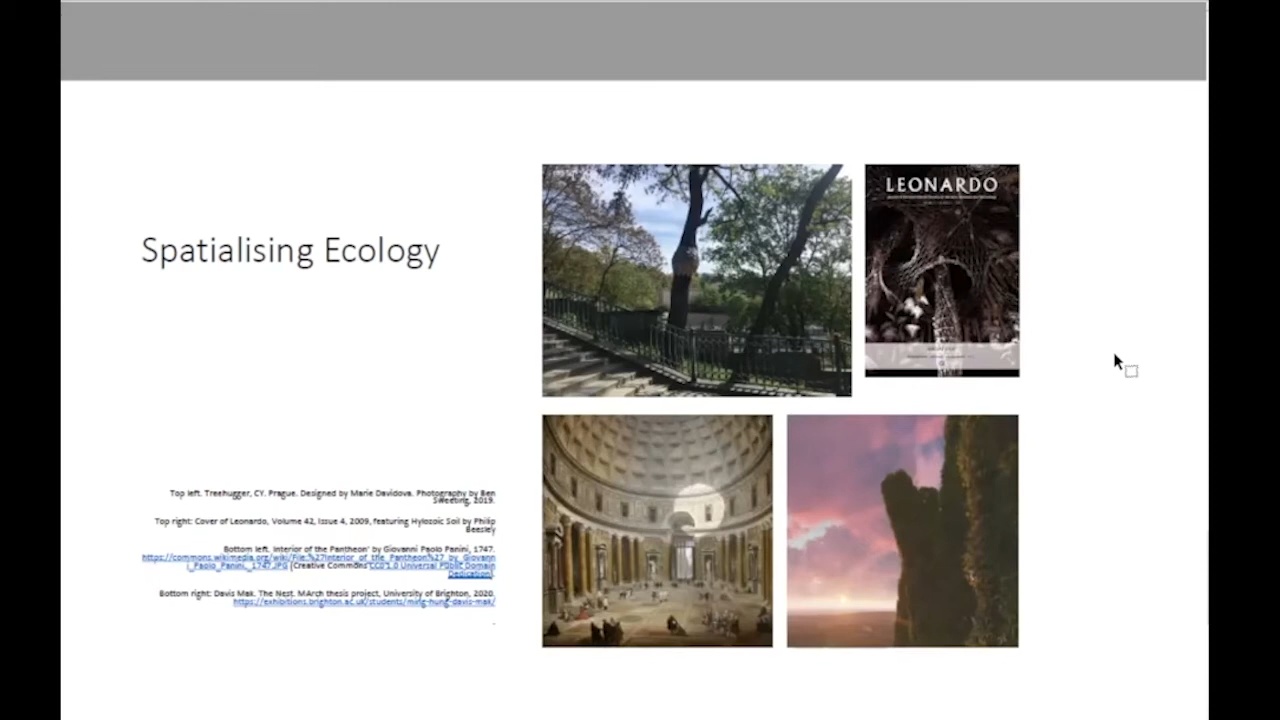 Spatialising Ecology
LEONARDO
Top left. Treehugger, CY. Prague. Designed by Marie Davidova. Photography by Ben
Sweeting, 2019.
Top right: Cover of Leonardo, Volume 42, Issue 4, 2009, featuring Hylozoic Soil by Philip
Beesley
Bottom left. Interior of the Pantheon' by Giovanni Paolo Panini, 1747.
https://commons.wikimedia.org/wiki/File:%27Interior_of_the_Pantheon%27_by_Giovann
i_Paolo_Panini,_1747.JPG (Creative Commons CC0 1.0 Universal Public Domain
Dedication).
Bottom right: Davis Mak. The Nest. MArch thesis project, University of Brighton, 2020.
https://exhibitions.brighton.ac.uk/students/ming-hung-davis-mak/
.